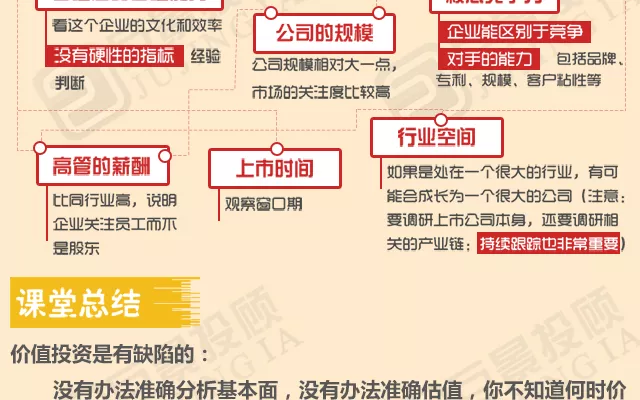 看这个企业的文化和效率
没有硬性的指标 经验
判断
公司的规模
公司规模相对大一点，
市场的关注度比较高
企业能区别于竞争
对手的能力 包括品牌、
专利、规模、客户粘性等
高管的薪酬
比同行业高，说明
企业关注员工而不
是股东
上市时间
观察窗口期
行业空间
如果是处在一个很大的行业，有可
能会成长为一个很大的公司（注意：
要调研上市公司本身，还要调研相
关的产业链；持续跟踪也非常重要）
课堂总结
价值投资是有缺陷的：
没有办法准确分析基本面，没有办法准确估值，你不知道何时价